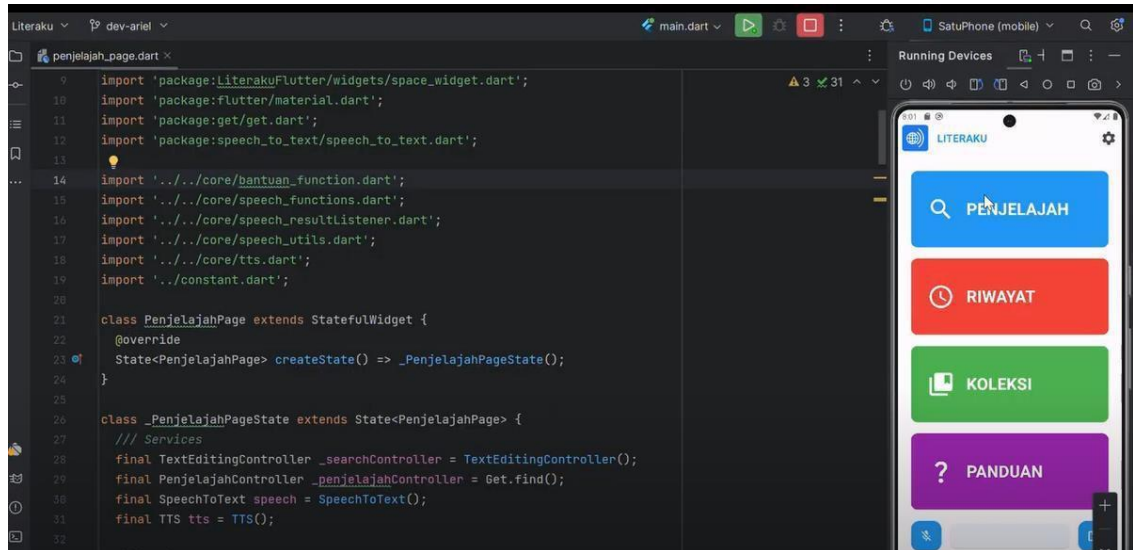 Literaku dev-ariel main.dart SatuPhone (mobile)
penjelajah_page.dart
Running Devices
9 import 'package:LiterakuFlutter/widgets/space_widget.dart';
3 31
10 import 'package:flutter/material.dart';
11 import 'package:get/get.dart';
12 import 'package:speech_to_text/speech_to_text.dart';
13
14 import '../../core/bantuan_function.dart';
15 import '../../core/speech_functions.dart';
16 import '../../core/speech_resultListener.dart';
17 import '../../core/speech_utils.dart';
18 import '../../core/tts.dart';
19 import '../constant.dart';
20
21 class PenjelajahPage extends StatefulWidget {
22 @override
23 State<PenjelajahPage> createState() => _PenjelajahPageState();
24 }
25
26 class _PenjelajahPageState extends State<PenjelajahPage> {
27 /// Services
28 final TextEditingController _searchController = TextEditingController();
29 final PenjelajahController _penjelajahController = Get.find();
30 final SpeechToText speech = SpeechToText();
31 final TTS tts = TTS();
32
8:01
LITERAKU
PENJELAJAH
RIWAYAT
KOLEKSI
? PANDUAN